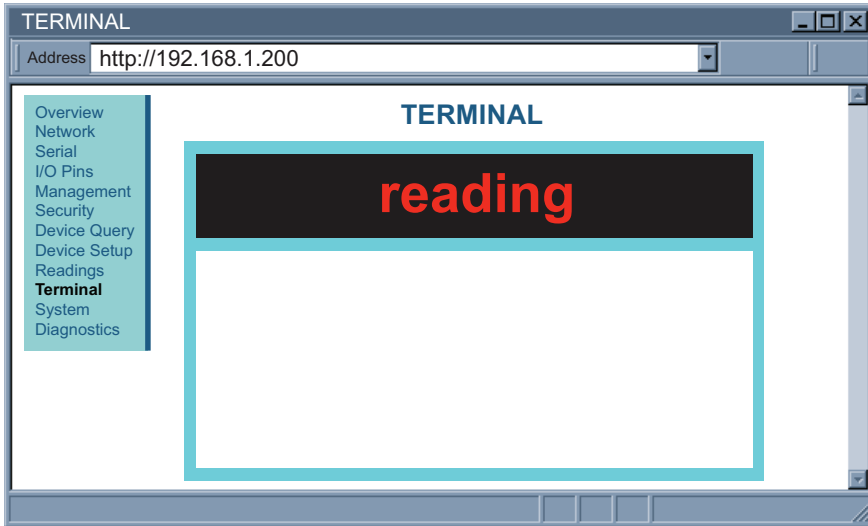 TERMINAL
Address http://192.168.1.200
Overview
Network
Serial
I/O Pins
Management
Security
Device Query
Device Setup
Readings
Terminal
System
Diagnostics
TERMINAL
reading